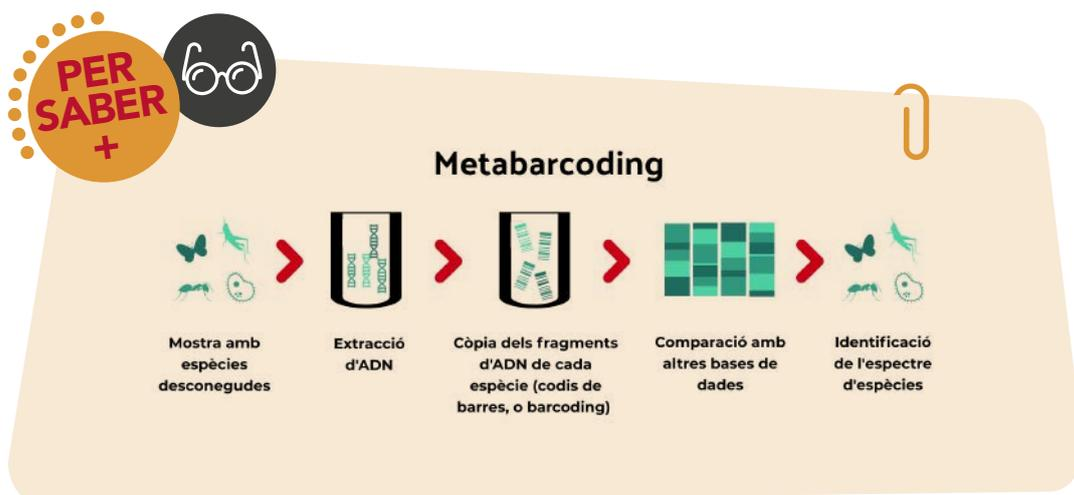 PER
SABER
+
Metabarcoding
Mostra amb
espècies
desconegudes
Extracció
d'ADN
Còpia dels fragments
d'ADN de cada
espècie (codis de
barres, o barcoding)
Comparació amb
altres bases de
dades
Identificació
de l'espectre
d'espècies